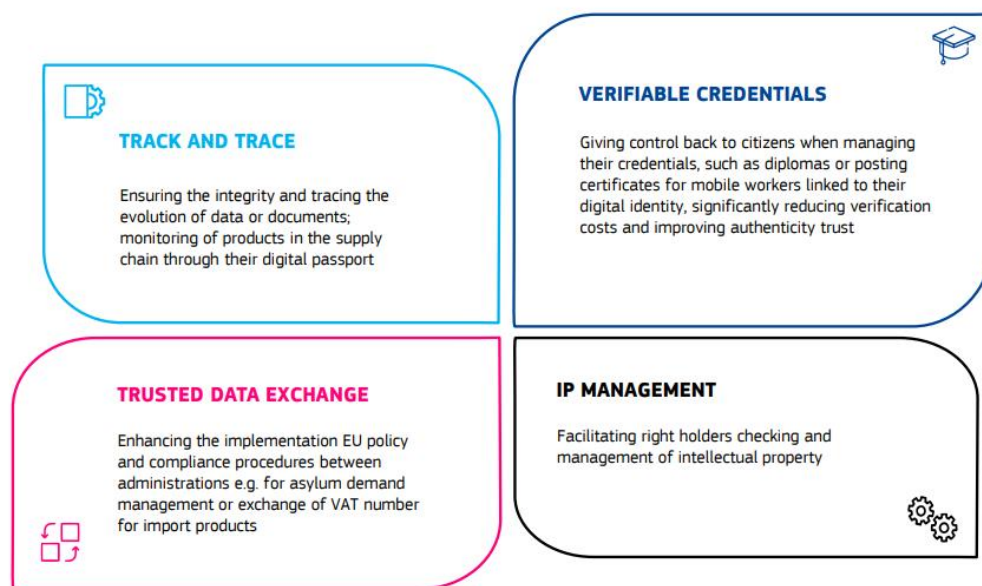 TRACK AND TRACE
Ensuring the integrity and tracing the
evolution of data or documents;
monitoring of products in the supply
chain through their digital passport
VERIFIABLE CREDENTIALS
Giving control back to citizens when managing
their credentials, such as diplomas or posting
certificates for mobile workers linked to their
digital identity, significantly reducing verification
costs and improving authenticity trust
TRUSTED DATA EXCHANGE
Enhancing the implementation EU policy
and compliance procedures between
administrations e.g. for asylum demand
management or exchange of VAT number
for import products
IP MANAGEMENT
Facilitating right holders checking and
management of intellectual property